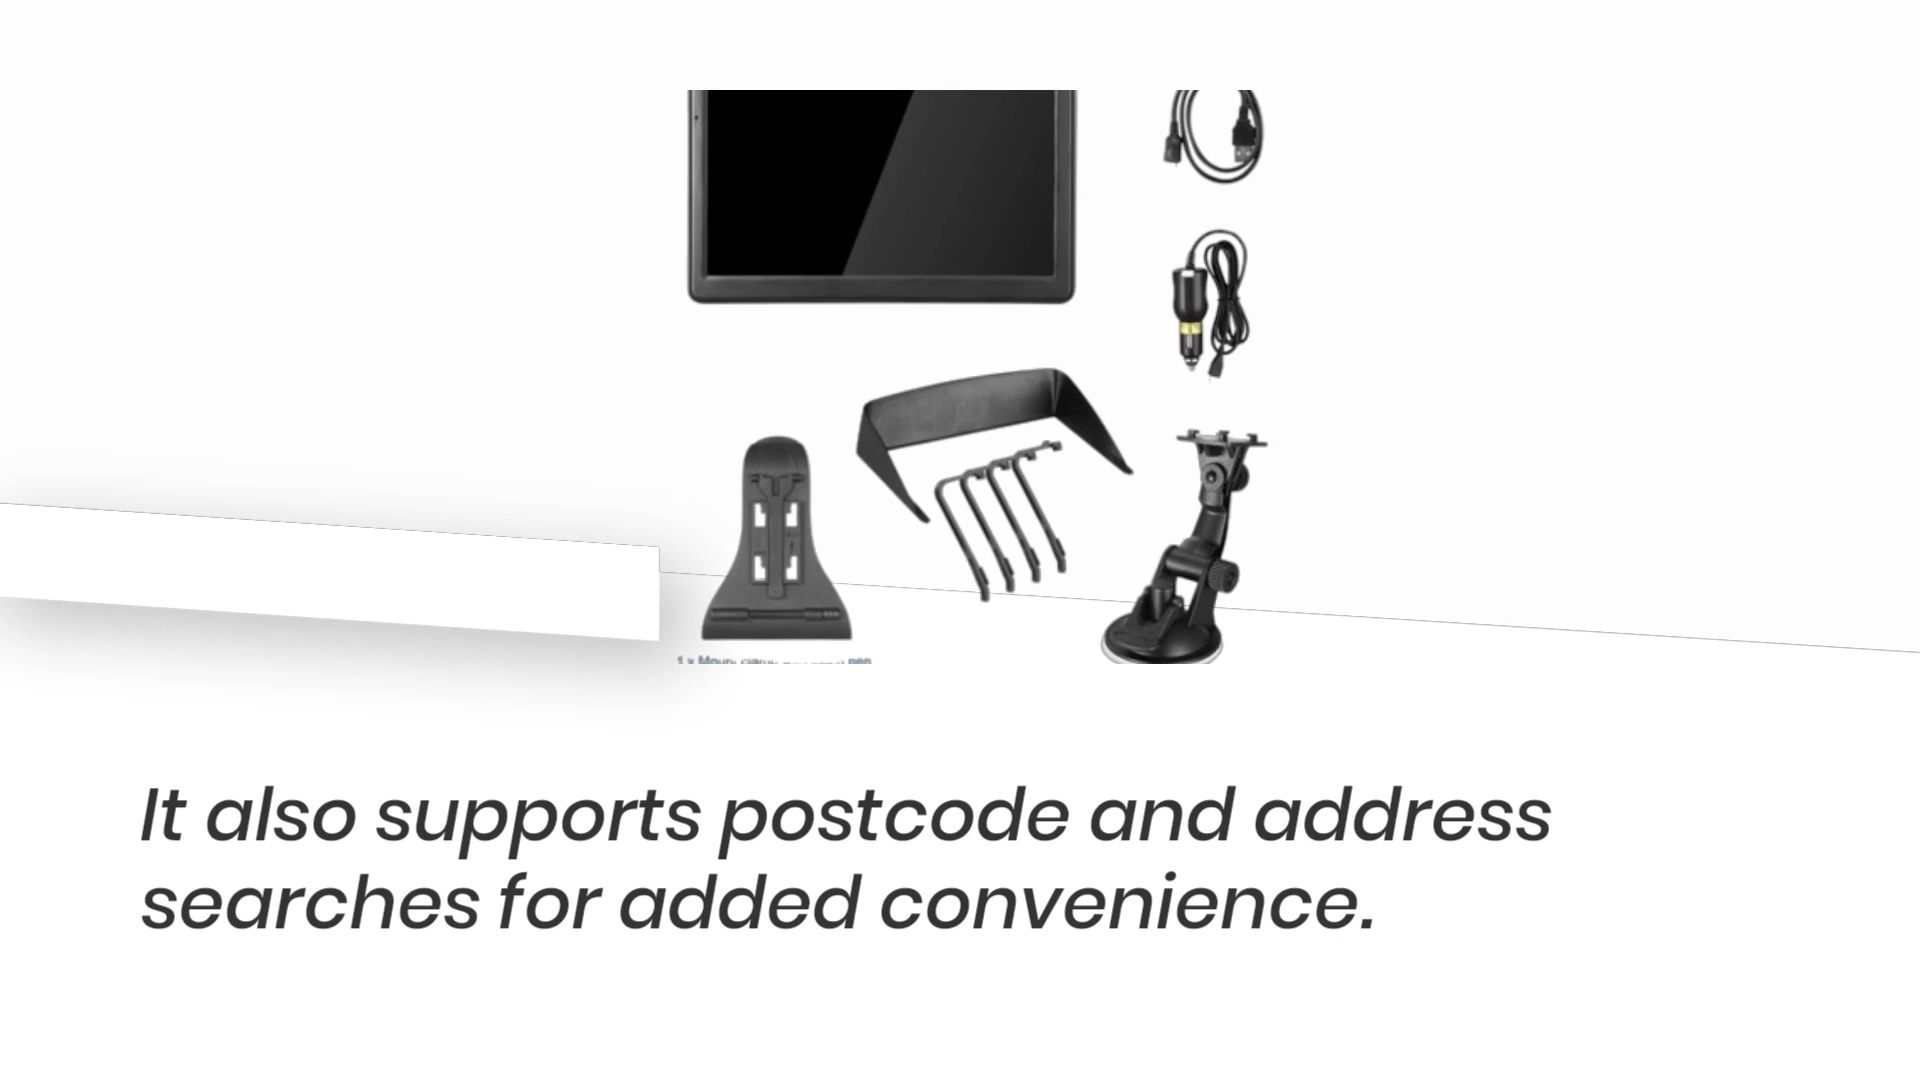 It also supports postcode and address
searches for added convenience.